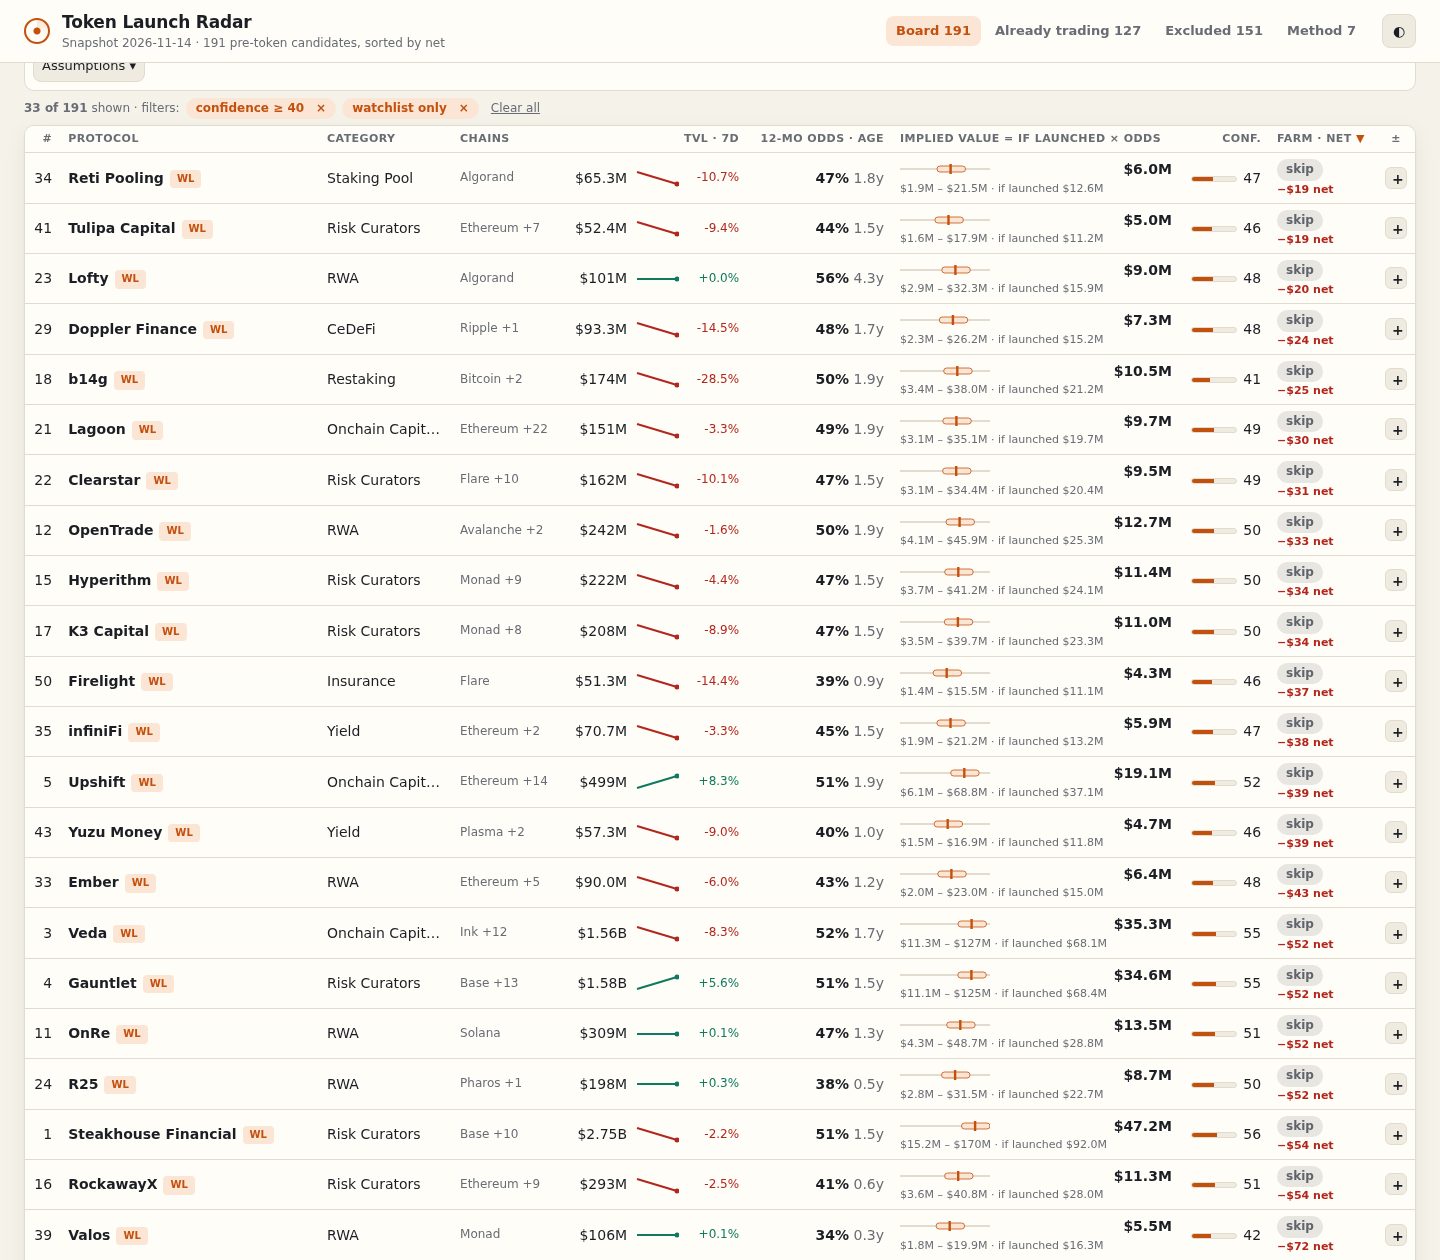 Token Launch Radar
Snapshot 2026-11-14 · 191 pre-token candidates, sorted by net
Board 191 Already trading 127 Excluded 151 Method 7 ◐
Assumptions ▾
33 of 191 shown · filters: confidence ≥ 40 × watchlist only × Clear all
# PROTOCOL CATEGORY CHAINS TVL · 7D 12-MO ODDS · AGE IMPLIED VALUE = IF LAUNCHED × ODDS CONF. FARM · NET ▼ ±
34 Reti Pooling WL Staking Pool Algorand $65.3M -10.7% 47% 1.8y $6.0M 47 skip +
$1.9M – $21.5M · if launched $12.6M −$19 net
41 Tulipa Capital WL Risk Curators Ethereum +7 $52.4M -9.4% 44% 1.5y $5.0M 46 skip +
$1.6M – $17.9M · if launched $11.2M −$19 net
23 Lofty WL RWA Algorand $101M +0.0% 56% 4.3y $9.0M 48 skip +
$2.9M – $32.3M · if launched $15.9M −$20 net
29 Doppler Finance WL CeDeFi Ripple +1 $93.3M -14.5% 48% 1.7y $7.3M 48 skip +
$2.3M – $26.2M · if launched $15.2M −$24 net
18 b14g WL Restaking Bitcoin +2 $174M -28.5% 50% 1.9y $10.5M 41 skip +
$3.4M – $38.0M · if launched $21.2M −$25 net
21 Lagoon WL Onchain Capit… Ethereum +22 $151M -3.3% 49% 1.9y $9.7M 49 skip +
$3.1M – $35.1M · if launched $19.7M −$30 net
22 Clearstar WL Risk Curators Flare +10 $162M -10.1% 47% 1.5y $9.5M 49 skip +
$3.1M – $34.4M · if launched $20.4M −$31 net
12 OpenTrade WL RWA Avalanche +2 $242M -1.6% 50% 1.9y $12.7M 50 skip +
$4.1M – $45.9M · if launched $25.3M −$33 net
15 Hyperithm WL Risk Curators Monad +9 $222M -4.4% 47% 1.5y $11.4M 50 skip +
$3.7M – $41.2M · if launched $24.1M −$34 net
17 K3 Capital WL Risk Curators Monad +8 $208M -8.9% 47% 1.5y $11.0M 50 skip +
$3.5M – $39.7M · if launched $23.3M −$34 net
50 Firelight WL Insurance Flare $51.3M -14.4% 39% 0.9y $4.3M 46 skip +
$1.4M – $15.5M · if launched $11.1M −$37 net
35 infiniFi WL Yield Ethereum +2 $70.7M -3.3% 45% 1.5y $5.9M 47 skip +
$1.9M – $21.2M · if launched $13.2M −$38 net
5 Upshift WL Onchain Capit… Ethereum +14 $499M +8.3% 51% 1.9y $19.1M 52 skip +
$6.1M – $68.8M · if launched $37.1M −$39 net
43 Yuzu Money WL Yield Plasma +2 $57.3M -9.0% 40% 1.0y $4.7M 46 skip +
$1.5M – $16.9M · if launched $11.8M −$39 net
33 Ember WL RWA Ethereum +5 $90.0M -6.0% 43% 1.2y $6.4M 48 skip +
$2.0M – $23.0M · if launched $15.0M −$43 net
3 Veda WL Onchain Capit… Ink +12 $1.56B -8.3% 52% 1.7y $35.3M 55 skip +
$11.3M – $127M · if launched $68.1M −$52 net
4 Gauntlet WL Risk Curators Base +13 $1.58B +5.6% 51% 1.5y $34.6M 55 skip +
$11.1M – $125M · if launched $68.4M −$52 net
11 OnRe WL RWA Solana $309M +0.1% 47% 1.3y $13.5M 51 skip +
$4.3M – $48.7M · if launched $28.8M −$52 net
24 R25 WL RWA Pharos +1 $198M +0.3% 38% 0.5y $8.7M 50 skip +
$2.8M – $31.5M · if launched $22.7M −$52 net
1 Steakhouse Financial WL Risk Curators Base +10 $2.75B -2.2% 51% 1.5y $47.2M 56 skip +
$15.2M – $170M · if launched $92.0M −$54 net
16 RockawayX WL Risk Curators Ethereum +9 $293M -2.5% 41% 0.6y $11.3M 51 skip +
$3.6M – $40.8M · if launched $28.0M −$54 net
39 Valos WL RWA Monad $106M +0.1% 34% 0.3y $5.5M 42 skip +
$1.8M – $19.9M · if launched $16.3M −$72 net